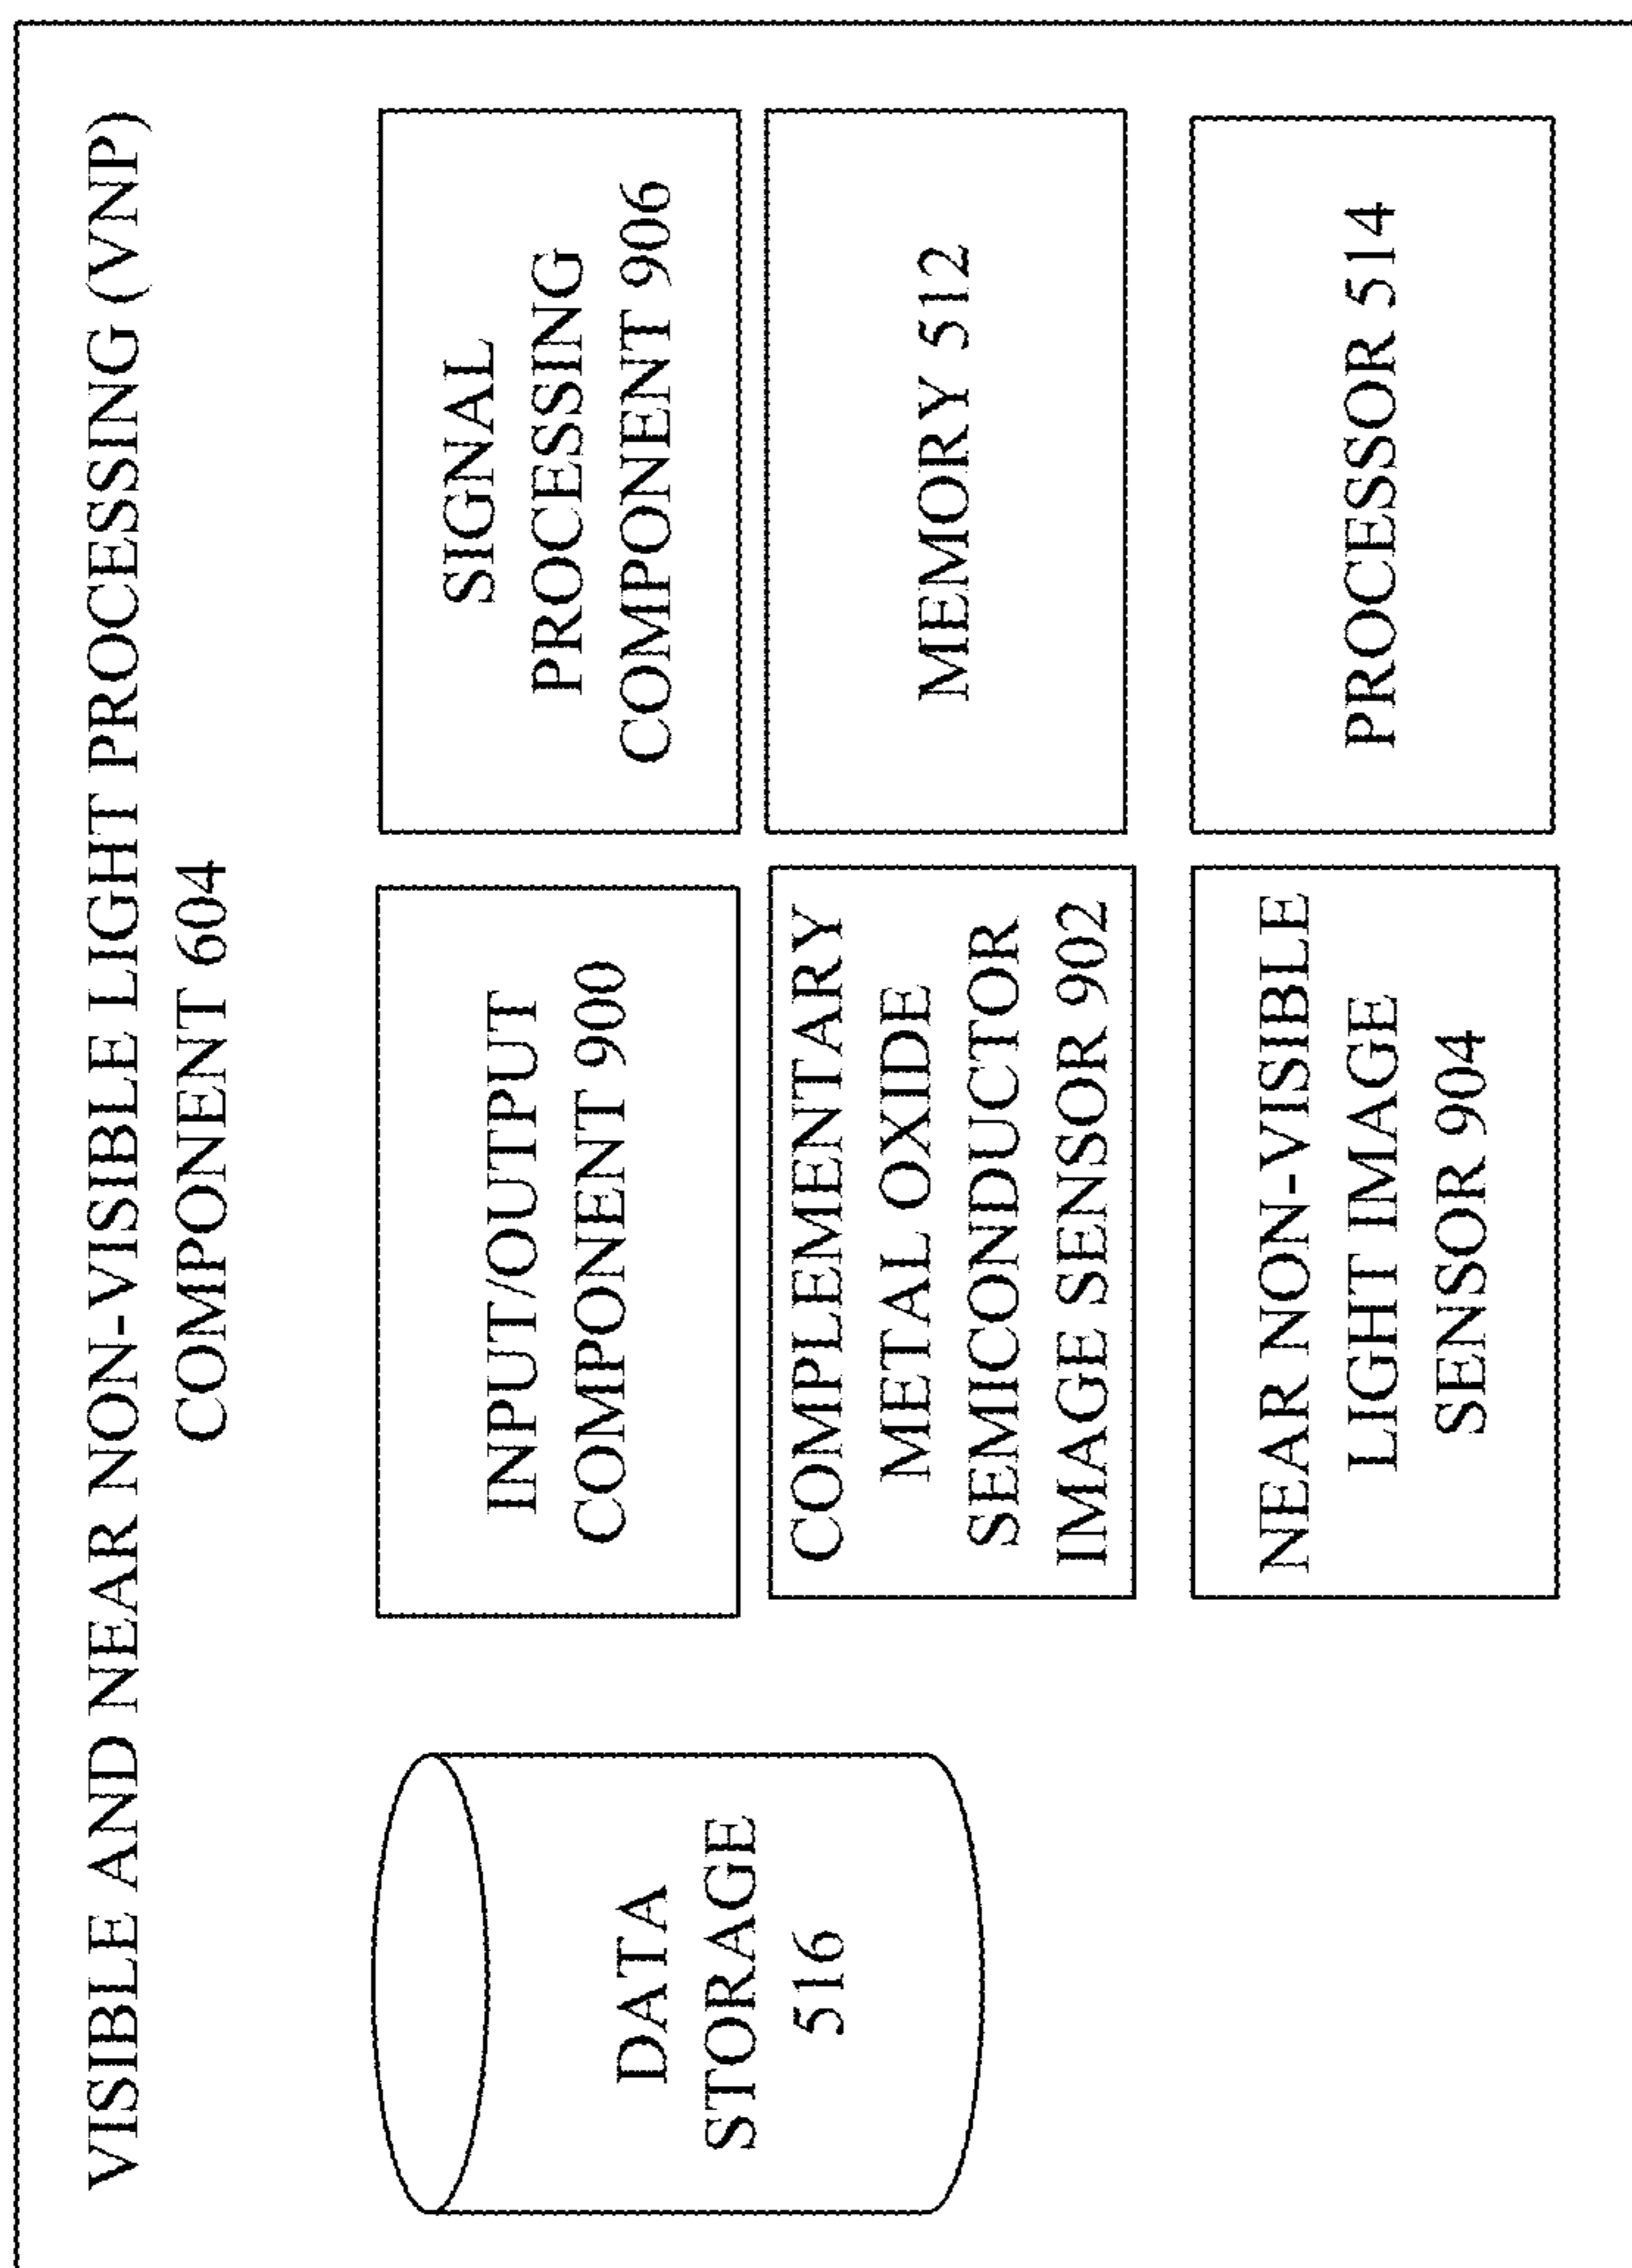 VISIBLE AND NEAR NON-VISIBLE LIGHT PROCESSING (VNP)
COMPONENT 604
DATA
STORAGE
516
INPUT/OUTPUT
COMPONENT 900
SIGNAL
PROCESSING
COMPONENT 906
COMPLEMENTARY
METAL OXIDE
SEMICONDUCTOR
IMAGE SENSOR 902
MEMORY 512
NEAR NON-VISIBLE
LIGHT IMAGE
SENSOR 904
PROCESSOR 514